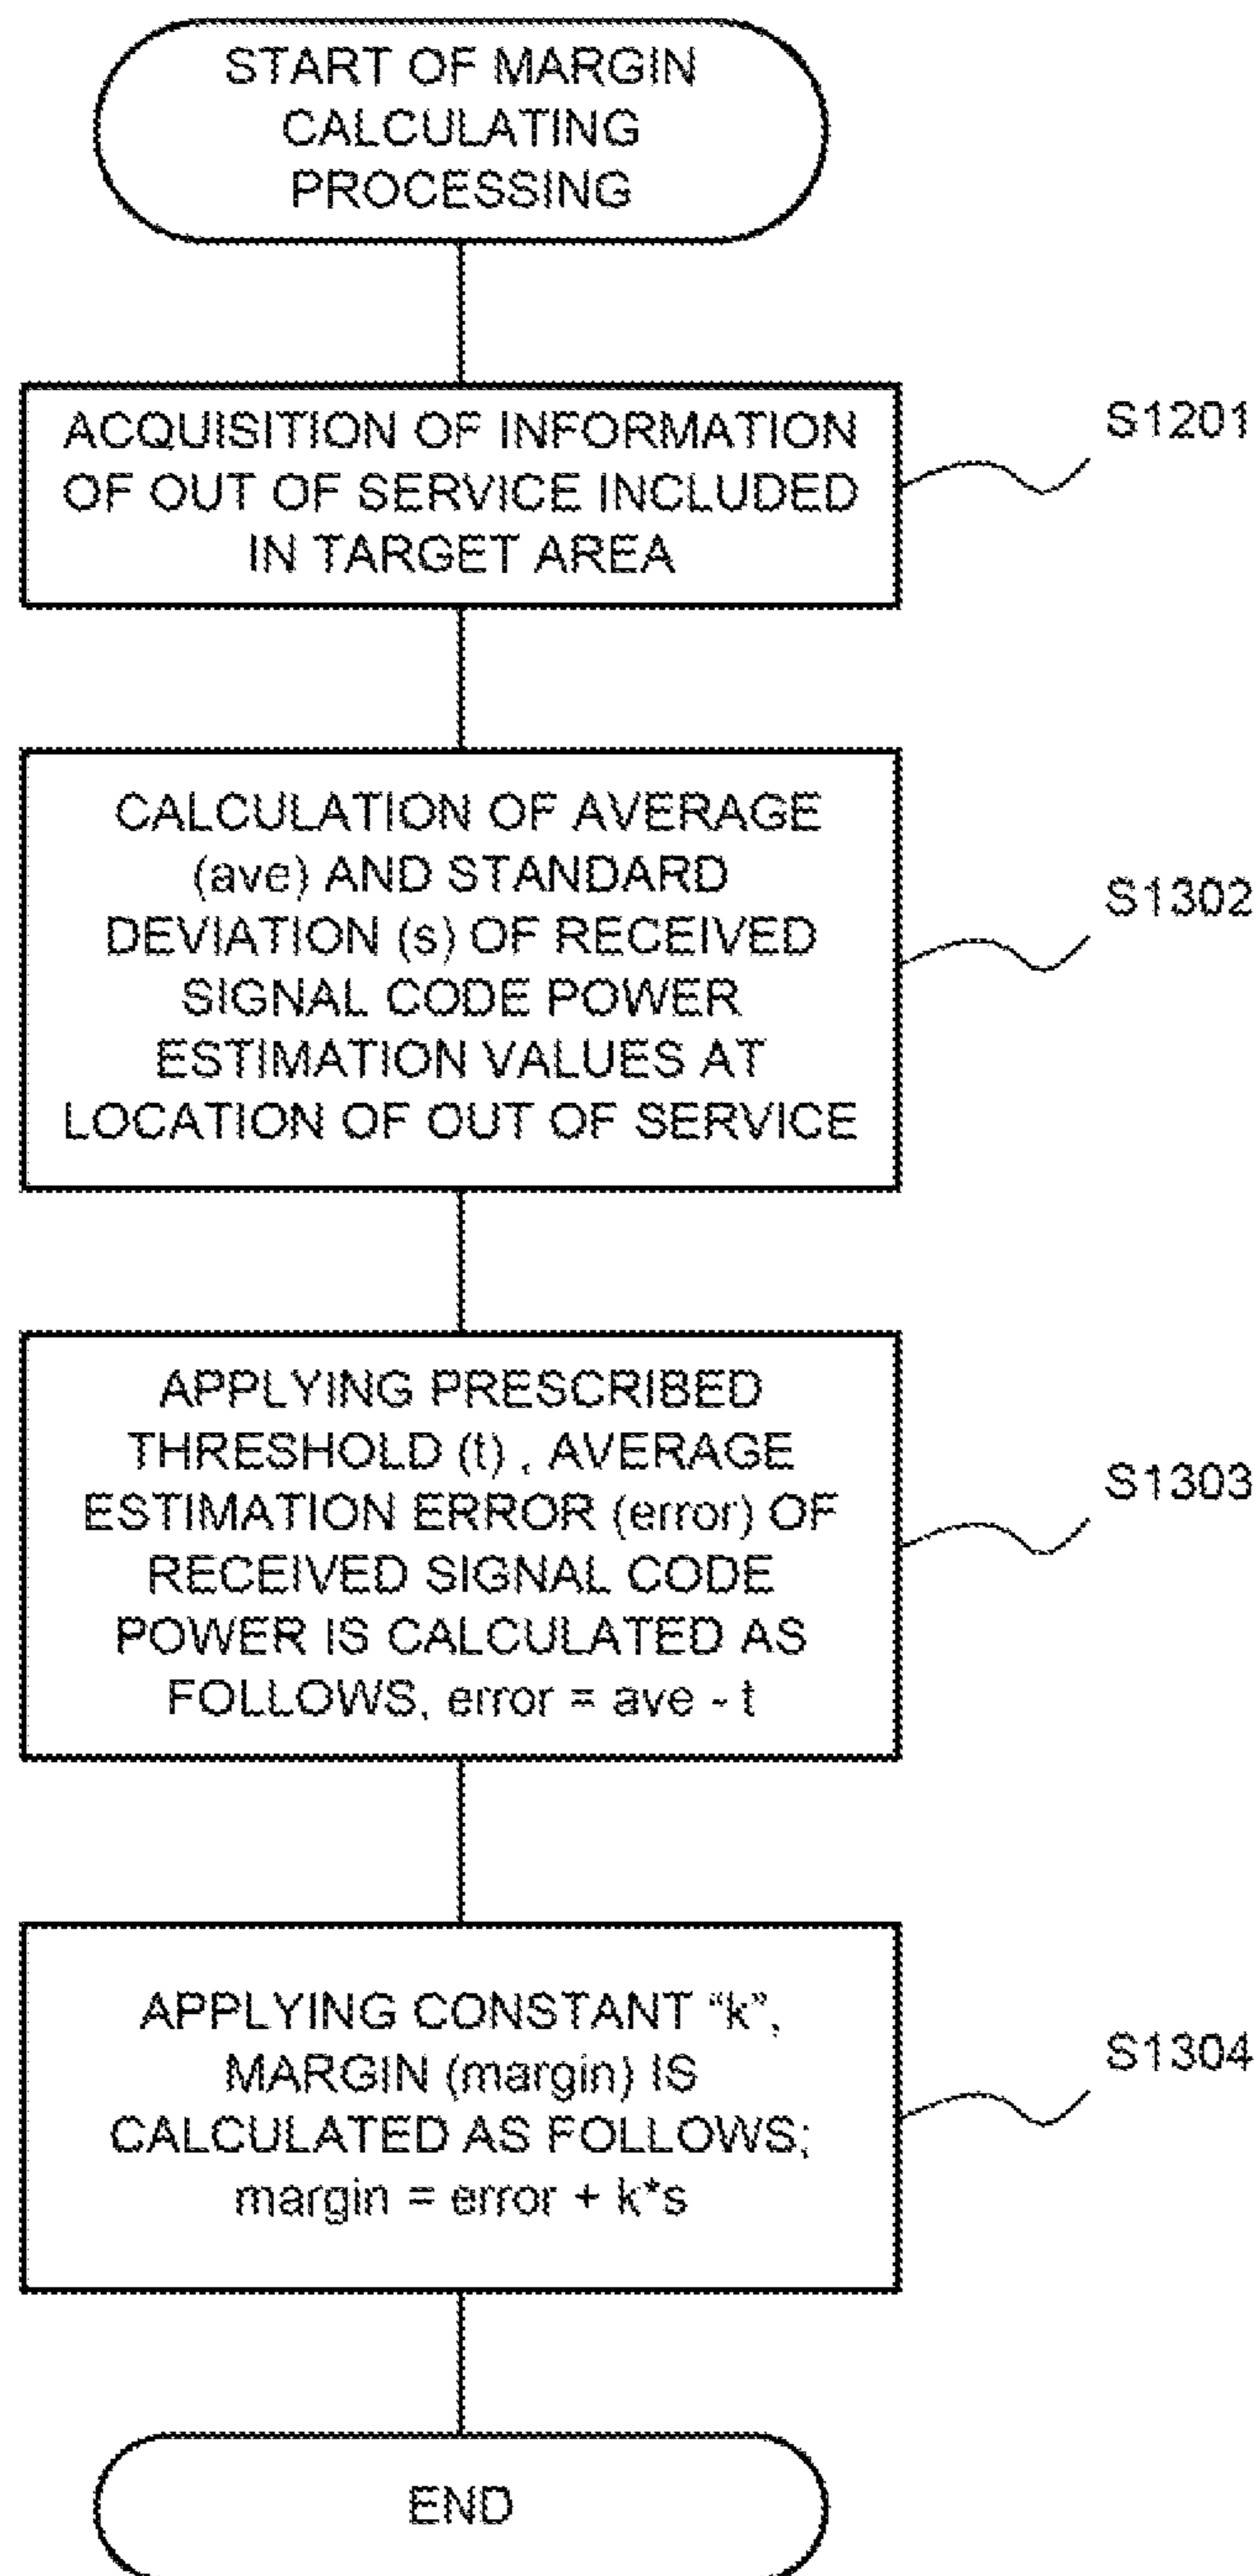 START OF MARGIN
CALCULATING
PROCESSING
ACQUISITION OF INFORMATION
OF OUT OF SERVICE INCLUDED
IN TARGET AREA
S1201
CALCULATION OF AVERAGE
(ave) AND STANDARD
DEVIATION (s) OF RECEIVED
SIGNAL CODE POWER
ESTIMATION VALUES AT
LOCATION OF OUT OF SERVICE
S1302
APPLYING PRESCRIBED
THRESHOLD (t) , AVERAGE
ESTIMATION ERROR (error) OF
RECEIVED SIGNAL CODE
POWER IS CALCULATED AS
FOLLOWS, error = ave - t
S1303
APPLYING CONSTANT “k”,
MARGIN (margin) IS
CALCULATED AS FOLLOWS;
margin = error + k*s
S1304
END